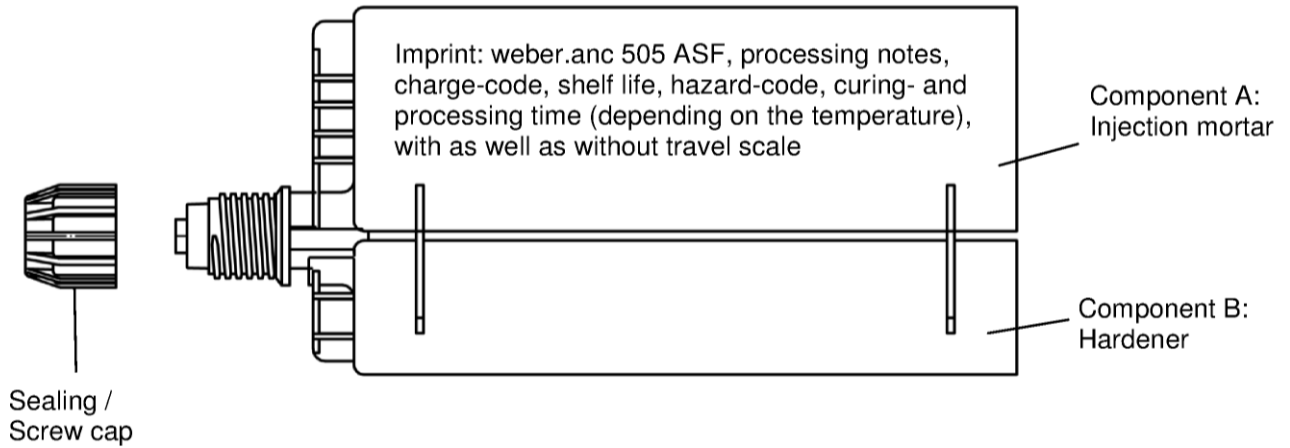 Imprint: weber.anc 505 ASF, processing notes,
charge-code, shelf life, hazard-code, curing- and
processing time (depending on the temperature),
with as well as without travel scale
Component A:
Injection mortar
Component B:
Hardener
Sealing /
Screw cap